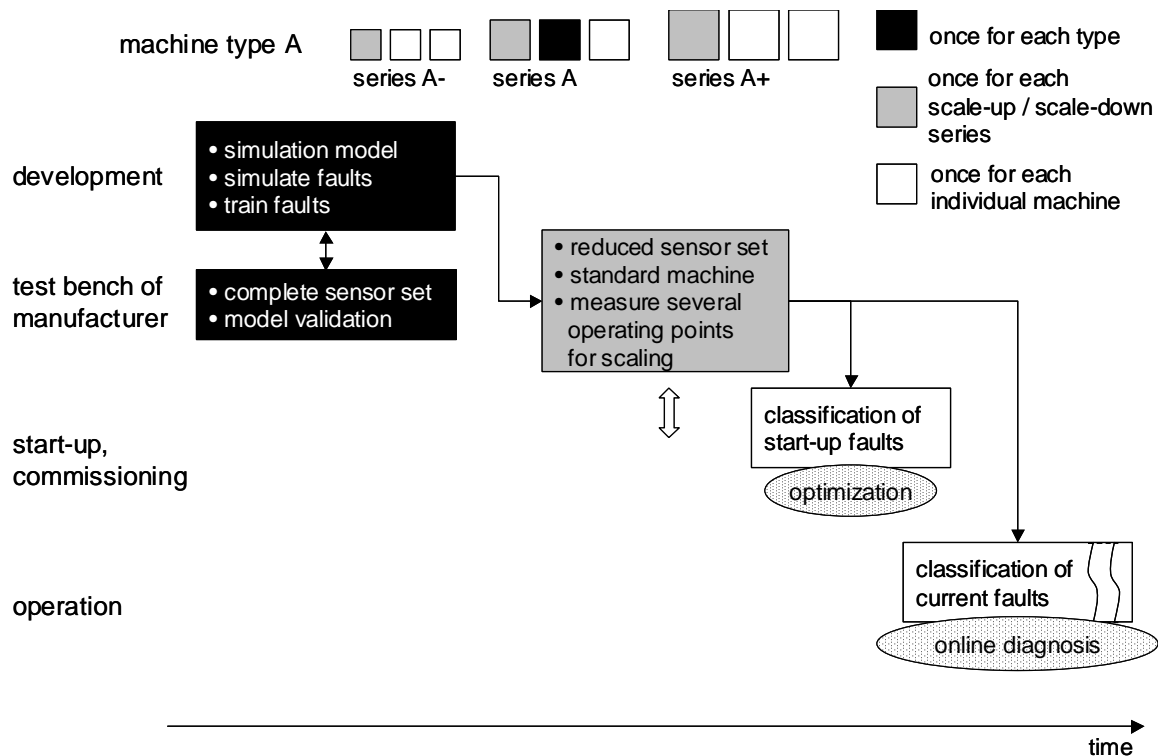 machine type A
series A-
series A
series A+
once for each type
once for each
scale-up / scale-down
series
once for each
individual machine
development
• simulation model
• simulate faults
• train faults
test bench of
manufacturer
• complete sensor set
• model validation
• reduced sensor set
• standard machine
• measure several
operating points
for scaling
start-up,
commissioning
classification of
start-up faults
optimization
operation
classification of
current faults
online diagnosis
time